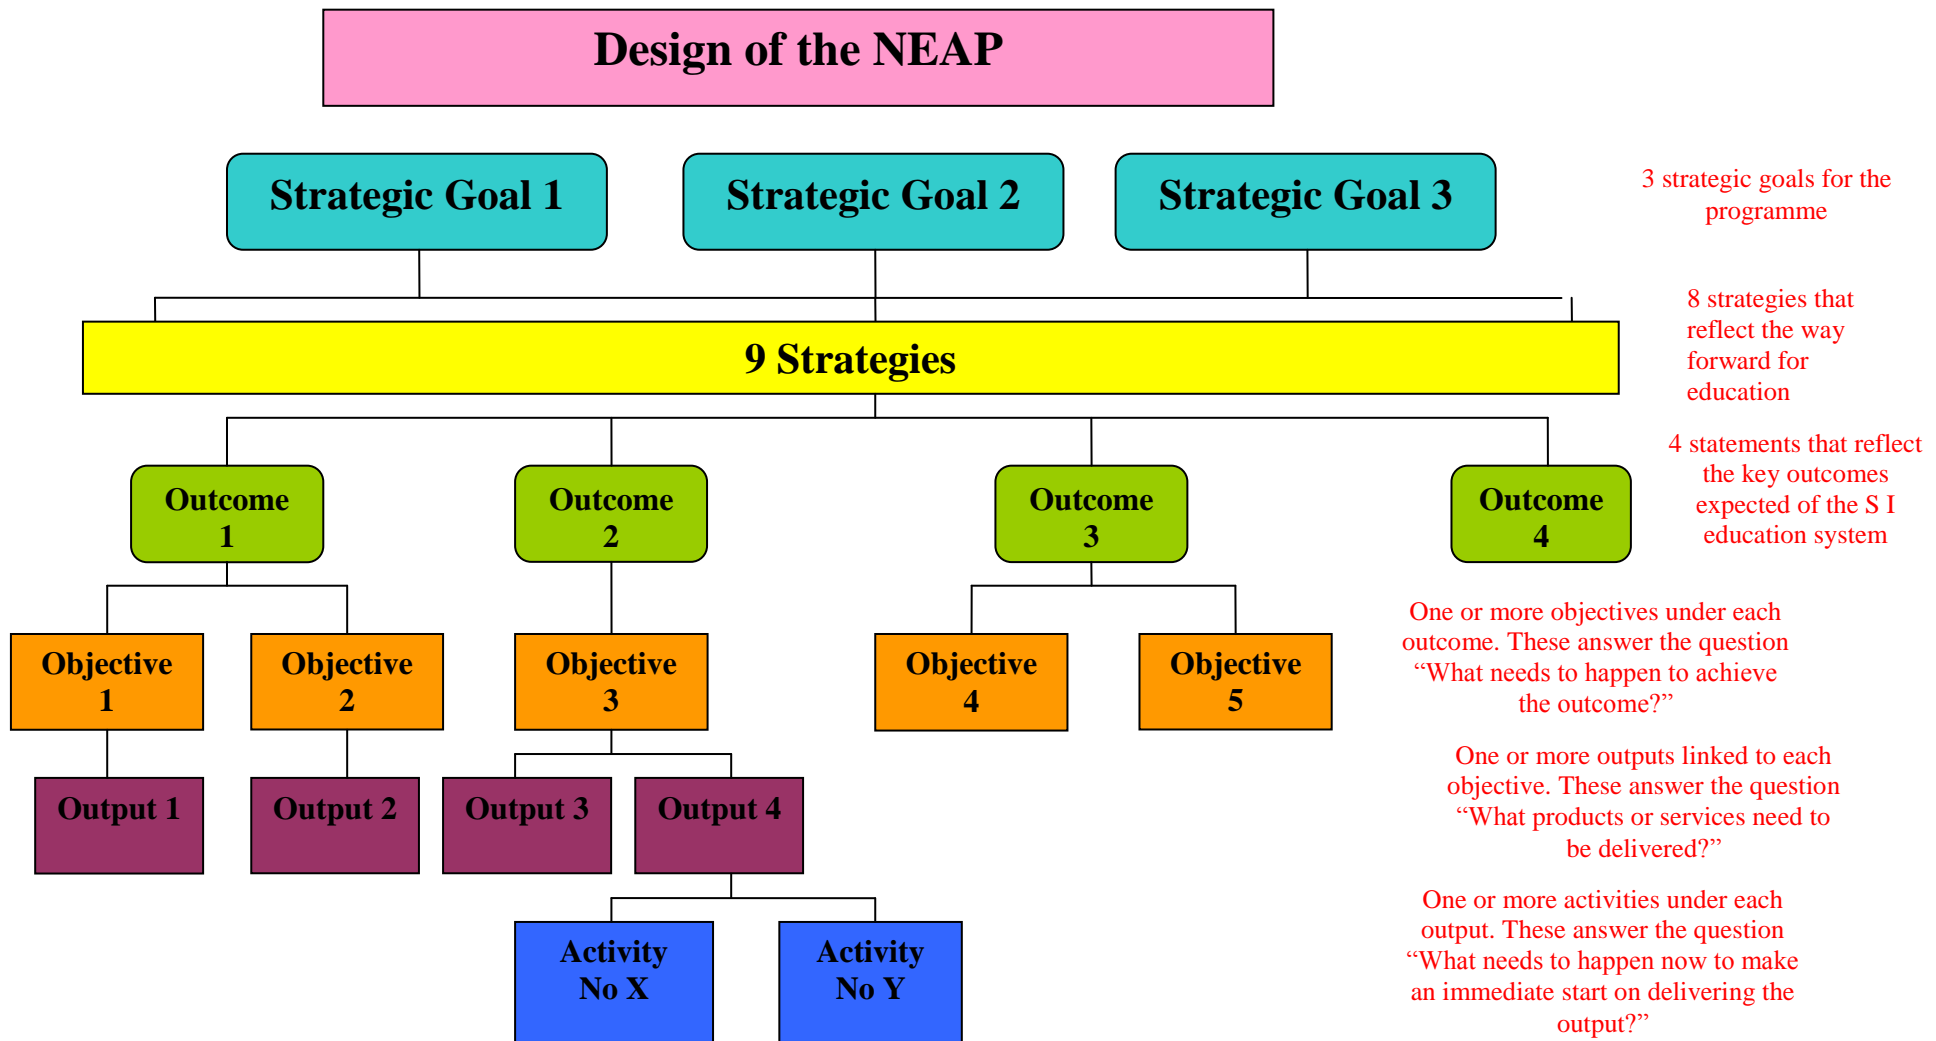 Design of the NEAP
Strategic Goal 1
Strategic Goal 2
Strategic Goal 3
3 strategic goals for the
programme
8 strategies that
reflect the way
forward for
education
9 Strategies
4 statements that reflect
the key outcomes
expected of the S I
education system
Outcome
1
Outcome
2
Outcome
3
Outcome
4
One or more objectives under each
outcome. These answer the question
“What needs to happen to achieve
the outcome?”
Objective
1
Objective
2
Objective
3
Objective
4
Objective
5
One or more outputs linked to each
objective. These answer the question
“What products or services need to
be delivered?”
Output 1
Output 2
Output 3
Output 4
One or more activities under each
output. These answer the question
“What needs to happen now to make
an immediate start on delivering the
output?”
Activity
No X
Activity
No Y